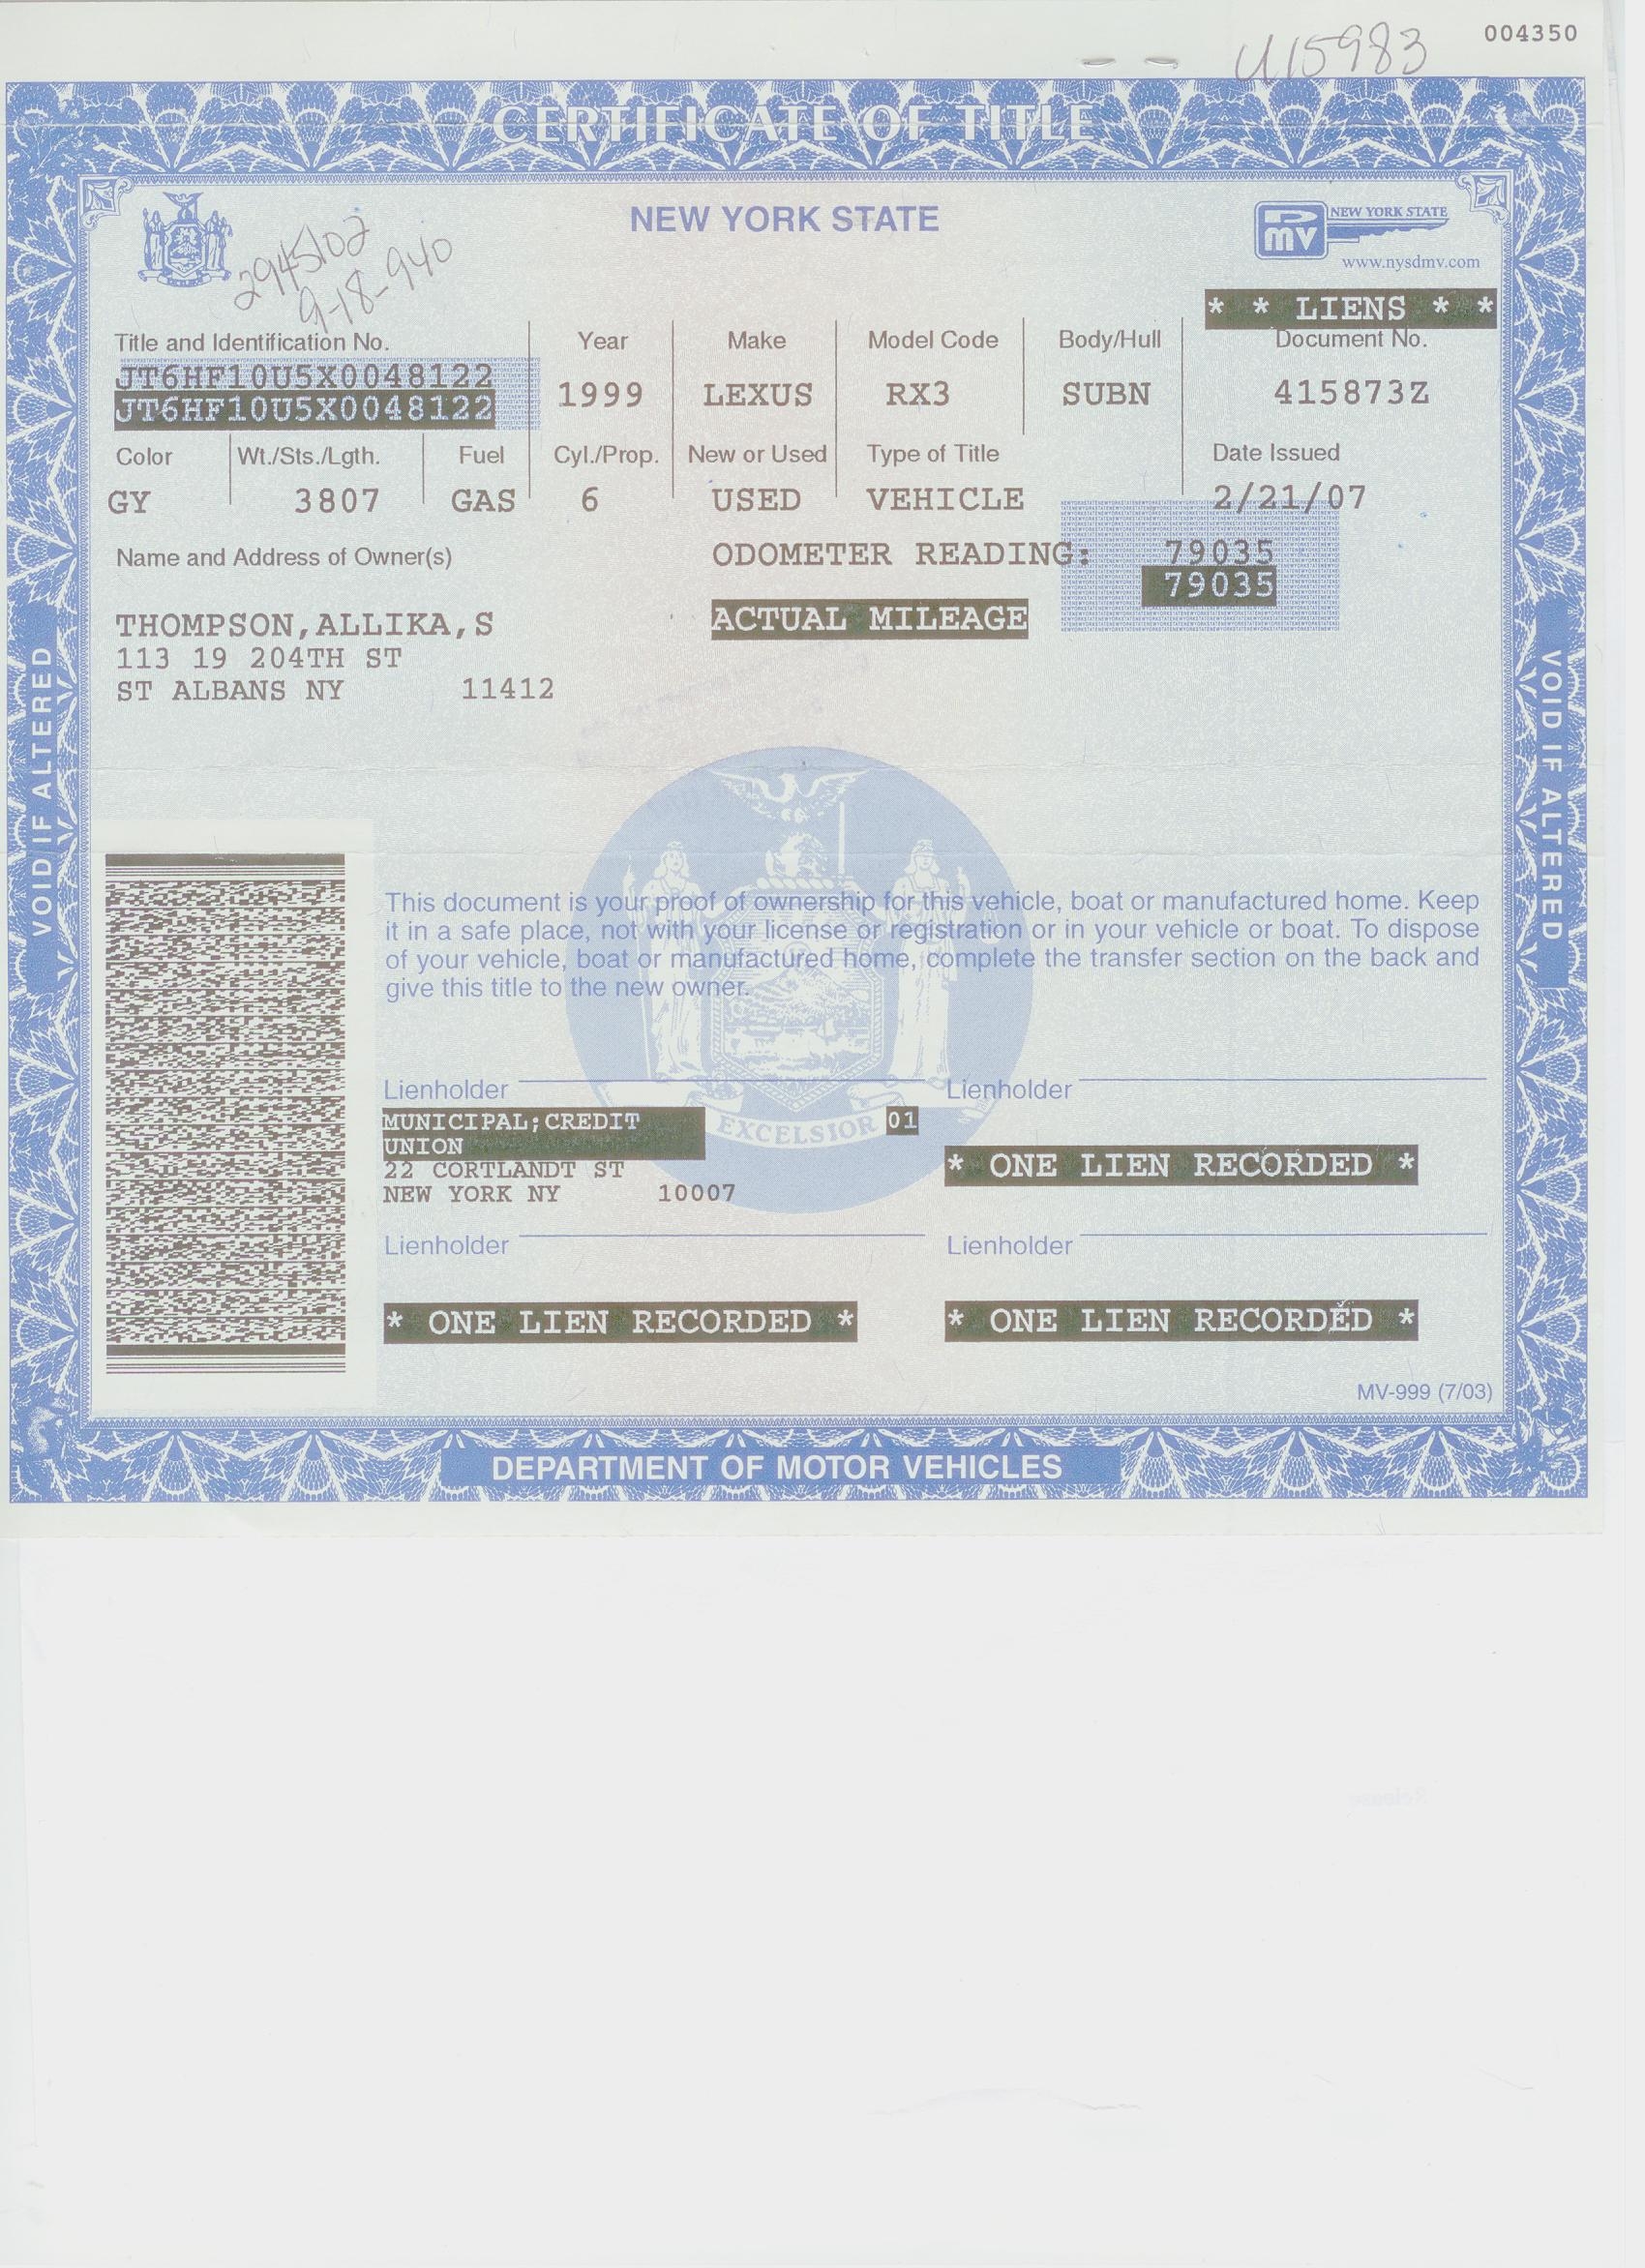 U15983
004350
CERTIFICATE OF TITLE
NEW YORK STATE
DMV NEW YORK STATE
www.nysdmv.com
2945102
9-18-940
* * LIENS * *
Title and Identification No. Year Make Model Code Body/Hull Document No.
JT6HF10U5X0048122
JT6HF10U5X0048122 1999 LEXUS RX3 SUBN 415873Z
Color Wt./Sts./Lgth. Fuel Cyl./Prop. New or Used Type of Title Date Issued
GY 3807 GAS 6 USED VEHICLE 2/21/07
Name and Address of Owner(s) ODOMETER READING: 79035
79035
THOMPSON,ALLIKA,S ACTUAL MILEAGE
113 19 204TH ST
ST ALBANS NY 11412
VOID IF ALTERED
VOID IF ALTERED
This document is your proof of ownership for this vehicle, boat or manufactured home. Keep
it in a safe place, not with your license or registration or in your vehicle or boat. To dispose
of your vehicle, boat or manufactured home, complete the transfer section on the back and
give this title to the new owner.
Lienholder Lienholder
MUNICIPAL;CREDIT 01
UNION
22 CORTLANDT ST
NEW YORK NY 10007
EXCELSIOR
* ONE LIEN RECORDED *
Lienholder Lienholder
* ONE LIEN RECORDED * * ONE LIEN RECORDED *
MV-999 (7/03)
DEPARTMENT OF MOTOR VEHICLES